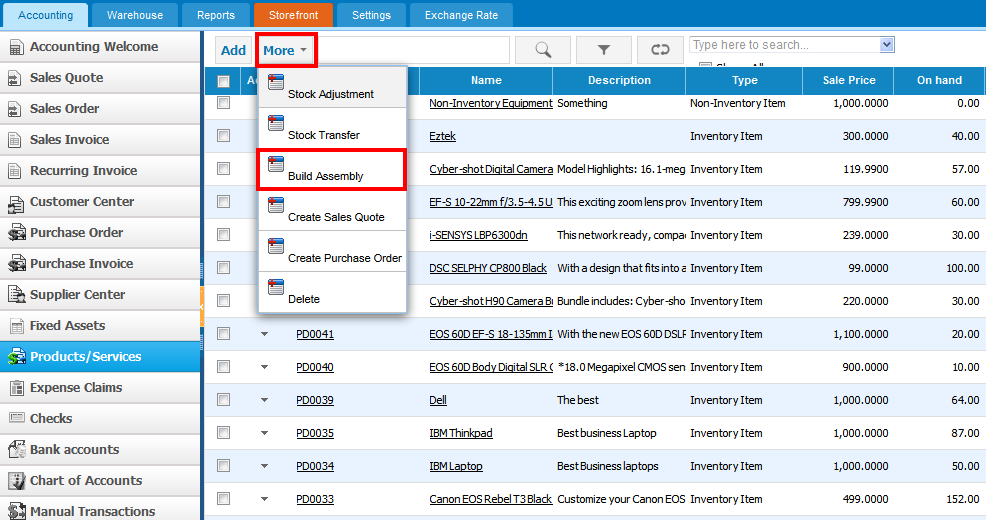 Accounting Warehouse Reports Storefront Settings Exchange Rate
Accounting Welcome
Sales Quote
Sales Order
Sales Invoice
Recurring Invoice
Customer Center
Purchase Order
Purchase Invoice
Supplier Center
Fixed Assets
Products/Services
Expense Claims
Checks
Bank accounts
Chart of Accounts
Manual Transactions
Add More Type here to search...
Name Description Type Sale Price On hand
Stock Adjustment
Stock Transfer
Build Assembly
Create Sales Quote
Create Purchase Order
Delete
Non-Inventory Equipment Something Non-Inventory Item 1,000.0000 0.00
Eztek Inventory Item 300.0000 40.00
Cyber-shot Digital Camera Model Highlights: 16.1-meg Inventory Item 119.9900 57.00
EF-S 10-22mm f/3.5-4.5 U This exciting zoom lens prov Inventory Item 799.9900 60.00
i-SENSYS LBP6300dn This network ready, compac Inventory Item 239.0000 30.00
DSC SELPHY CP800 Black With a design that fits into a Inventory Item 99.0000 100.00
Cyber-shot H90 Camera Bu Bundle includes: Cyber-sho Inventory Item 220.0000 30.00
PD0041 EOS 60D EF-S 18-135mm I With the new EOS 60D DSLR Inventory Item 1,100.0000 20.00
PD0040 EOS 60D Body Digital SLR C *18.0 Megapixel CMOS sen Inventory Item 900.0000 10.00
PD0039 Dell The best Inventory Item 1,000.0000 64.00
PD0035 IBM Thinkpad Best business Laptop Inventory Item 1,000.0000 87.00
PD0034 IBM Laptop Best Business laptops Inventory Item 1,000.0000 50.00
PD0033 Canon EOS Rebel T3 Black Customize your Canon EOS Inventory Item 499.0000 152.00